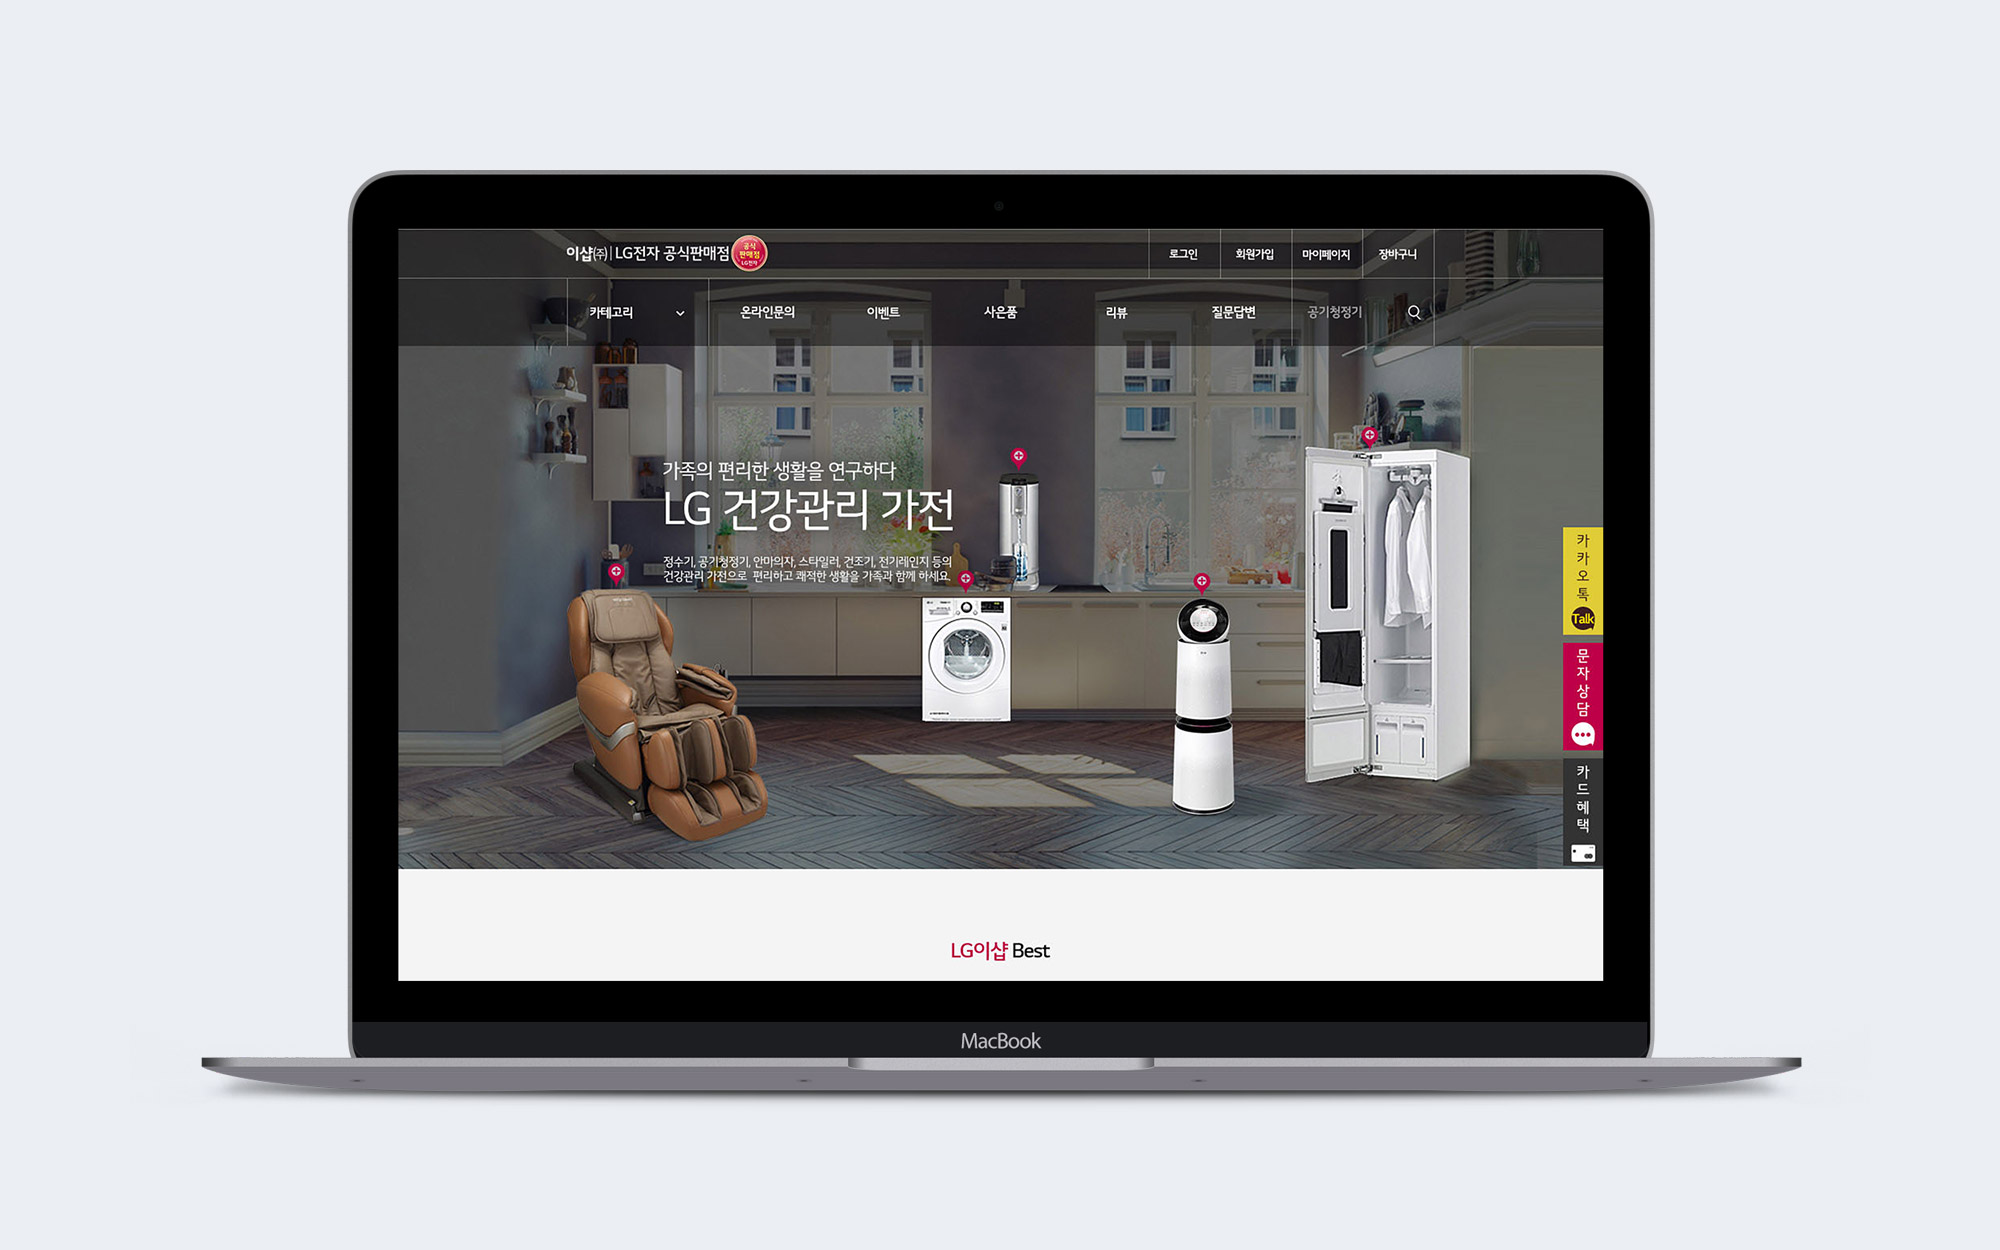 이샵(주) | LG전자 공식판매점
공식
판매점
LG전자
로그인
회원가입
마이페이지
장바구니
카테고리
온라인문의
이벤트
사은품
리뷰
질문답변
공기청정기
가족의 편리한 생활을 연구하다
LG 건강관리 가전
정수기, 공기청정기, 안마의자, 스타일러, 건조기, 전기레인지 등의
건강관리 가전으로 편리하고 쾌적한 생활을 가족과 함께 하세요.
카카오톡
Talk
문자상담
카드혜택
LG이샵 Best
MacBook